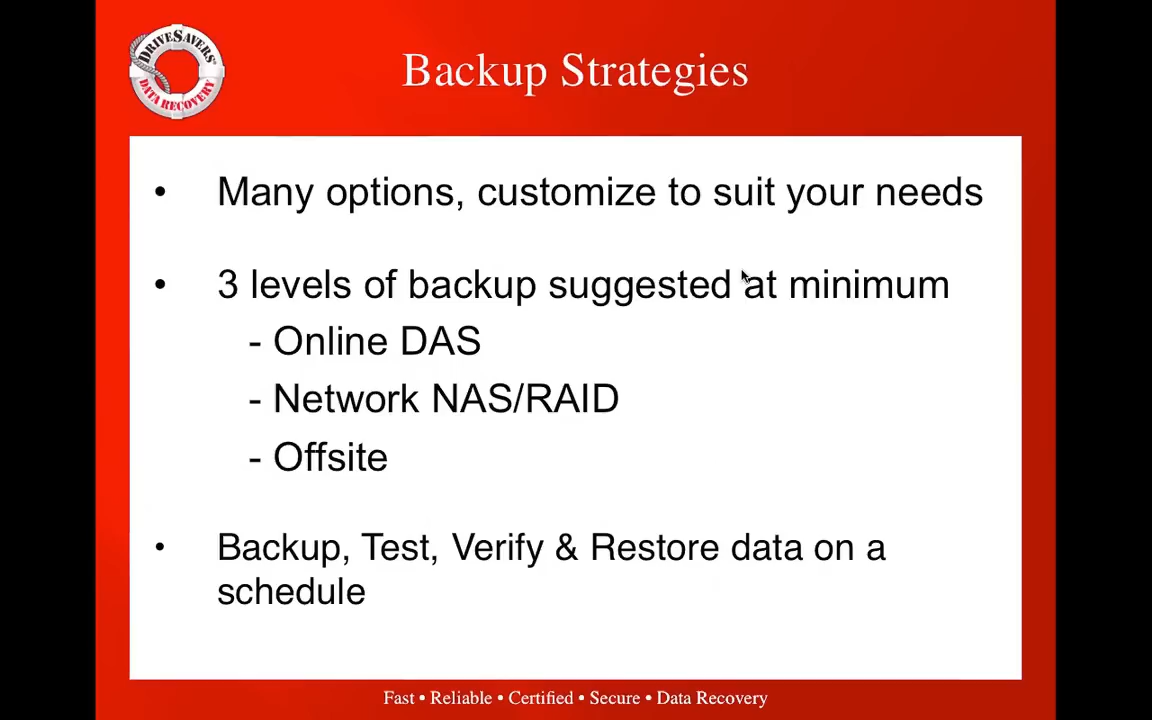 DRIVESAVERS
DATA RECOVERY
Backup Strategies
• Many options, customize to suit your needs
• 3 levels of backup suggested at minimum
- Online DAS
- Network NAS/RAID
- Offsite
• Backup, Test, Verify & Restore data on a
schedule
Fast • Reliable • Certified • Secure • Data Recovery